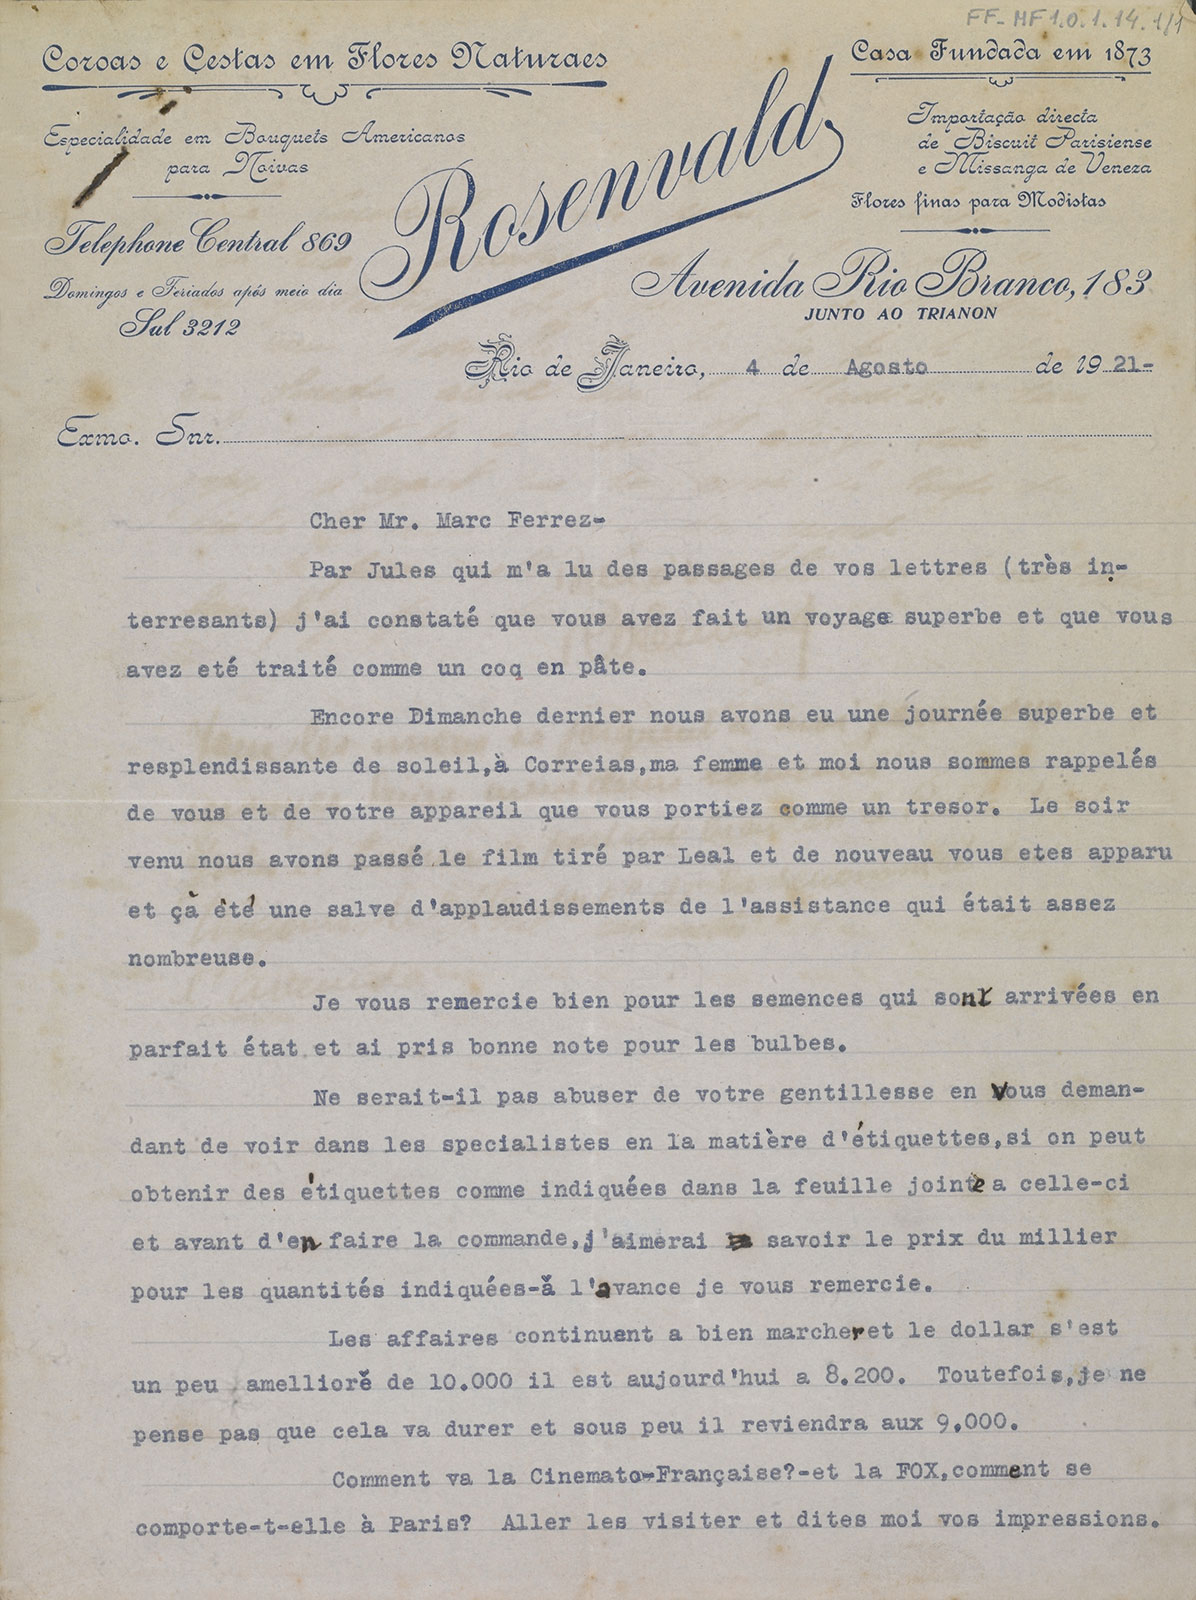 FF-MF 1.0.1.14.1/1
Coroas e Cestas em Flores Naturaes
Casa Fundada em 1873
Especialidade em Bouquets Americanos
para Noivas
Telephone Central 869
Domingos e Feriados após meio dia
Sul 3212
Rosenvald
Importação directa
de Biscuit Parisiense
e Missanga de Veneza
Flores finas para Modistas
Avenida Rio Branco, 183
JUNTO AO TRIANON
Rio de Janeiro, 4 de Agosto de 1921-
Exmo. Snr.
Cher Mr. Marc Ferrez-
Par Jules qui m'a lu des passages de vos lettres (très in-
terresants) j'ai constaté que vous avez fait un voyage superbe et que vous
avez eté traité comme un coq en pâte.
Encore Dimanche dernier nous avons eu une journée superbe et
resplendissante de soleil,à Correias,ma femme et moi nous sommes rappelés
de vous et de votre appareil que vous portiez comme un tresor. Le soir
venu nous avons passé le film tiré par Leal et de nouveau vous etes apparu
et çà été une salve d'applaudissements de l'assistance qui était assez
nombreuse.
Je vous remercie bien pour les semences qui sont arrivées en
parfait état et ai pris bonne note pour les bulbes.
Ne serait-il pas abuser de votre gentillesse en vous deman-
dant de voir dans les specialistes en la matière d'étiquettes,si on peut
obtenir des étiquettes comme indiquées dans la feuille jointe a celle-ci
et avant d'en faire la commande,j'aimerai savoir le prix du millier
pour les quantités indiquées-à l'avance je vous remercie.
Les affaires continuent a bien marcher et le dollar s'est
un peu amellioré de 10.000 il est aujourd'hui a 8.200. Toutefois,je ne
pense pas que cela va durer et sous peu il reviendra aux 9.000.
Comment va la Cinemato-Française?-et la FOX,comment se
comporte-t-elle à Paris? Aller les visiter et dites moi vos impressions.